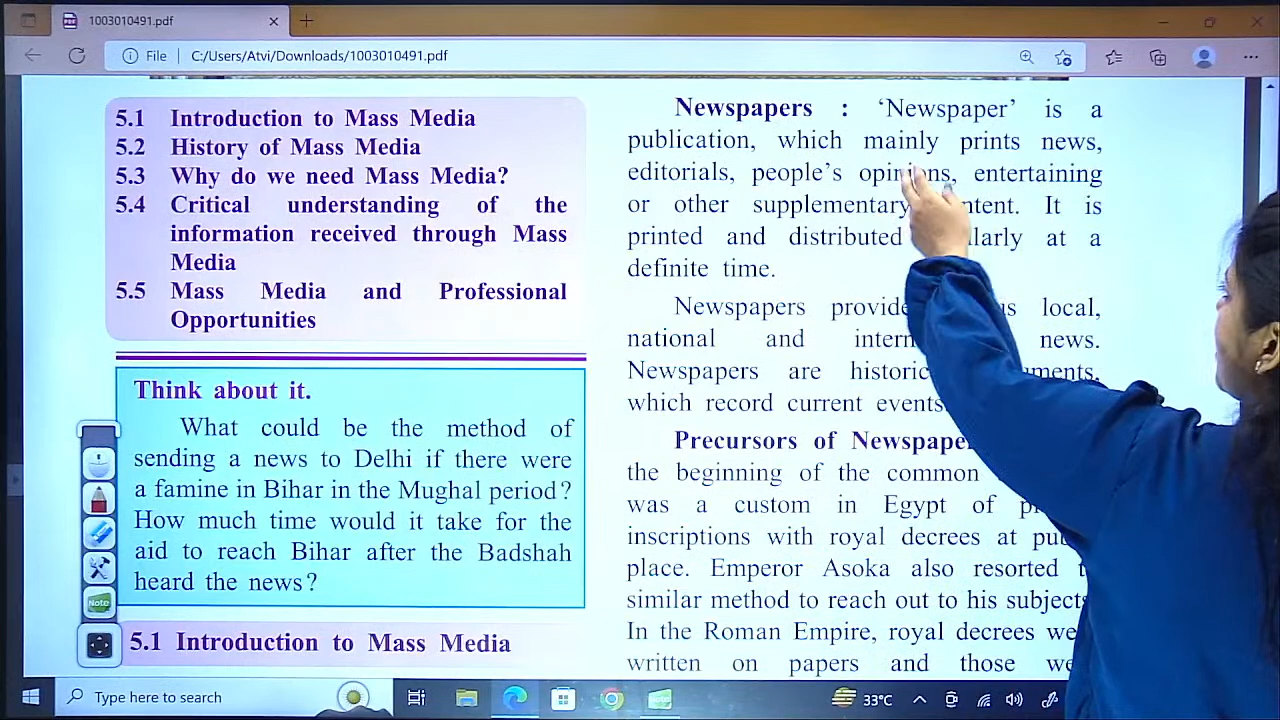 1003010491.pdf
File C:/Users/Atvi/Downloads/1003010491.pdf
5.1 Introduction to Mass Media
5.2 History of Mass Media
5.3 Why do we need Mass Media?
5.4 Critical understanding of the
information received through Mass
Media
5.5 Mass Media and Professional
Opportunities
Think about it.
What could be the method of
sending a news to Delhi if there were
a famine in Bihar in the Mughal period?
How much time would it take for the
aid to reach Bihar after the Badshah
heard the news?
5.1 Introduction to Mass Media
Newspapers : ‘Newspaper’ is a
publication, which mainly prints news,
editorials, people’s opinions, entertaining
or other supplementary
It is
printed and distributed
at a
definite time.
Newspapers provide
local,
national and
news.
Newspapers are
which record current events
Precursors of
the beginning of the common
was a custom in Egypt of
inscriptions with royal decrees at
place. Emperor Asoka also resorted
similar method to reach out to his subjects
In the Roman Empire, royal decrees
written on papers and those
Note
Type here to search
33°C